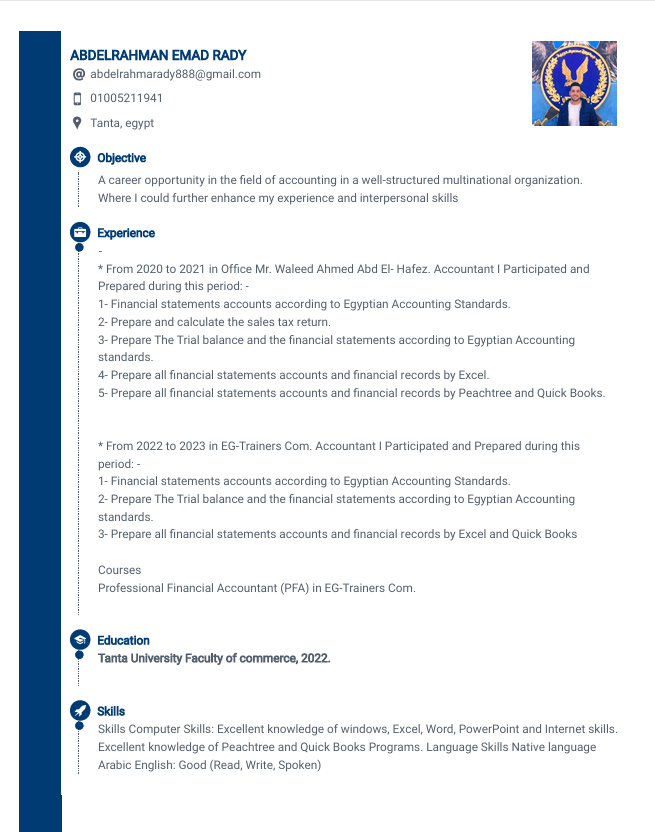 ABDELRAHMAN EMAD RADY
abdelrahmarady888@gmail.com
01005211941
Tanta, egypt
Objective
A career opportunity in the field of accounting in a well-structured multinational organization.
Where I could further enhance my experience and interpersonal skills
Experience
-
* From 2020 to 2021 in Office Mr. Waleed Ahmed Abd El- Hafez. Accountant I Participated and
Prepared during this period: -
1- Financial statements accounts according to Egyptian Accounting Standards.
2- Prepare and calculate the sales tax return.
3- Prepare The Trial balance and the financial statements according to Egyptian Accounting
standards.
4- Prepare all financial statements accounts and financial records by Excel.
5- Prepare all financial statements accounts and financial records by Peachtree and Quick Books.
* From 2022 to 2023 in EG-Trainers Com. Accountant I Participated and Prepared during this
period: -
1- Financial statements accounts according to Egyptian Accounting Standards.
2- Prepare The Trial balance and the financial statements according to Egyptian Accounting
standards.
3- Prepare all financial statements accounts and financial records by Excel and Quick Books
Courses
Professional Financial Accountant (PFA) in EG-Trainers Com.
Education
Tanta University Faculty of commerce, 2022.
Skills
Skills Computer Skills: Excellent knowledge of windows, Excel, Word, PowerPoint and Internet skills.
Excellent knowledge of Peachtree and Quick Books Programs. Language Skills Native language
Arabic English: Good (Read, Write, Spoken)